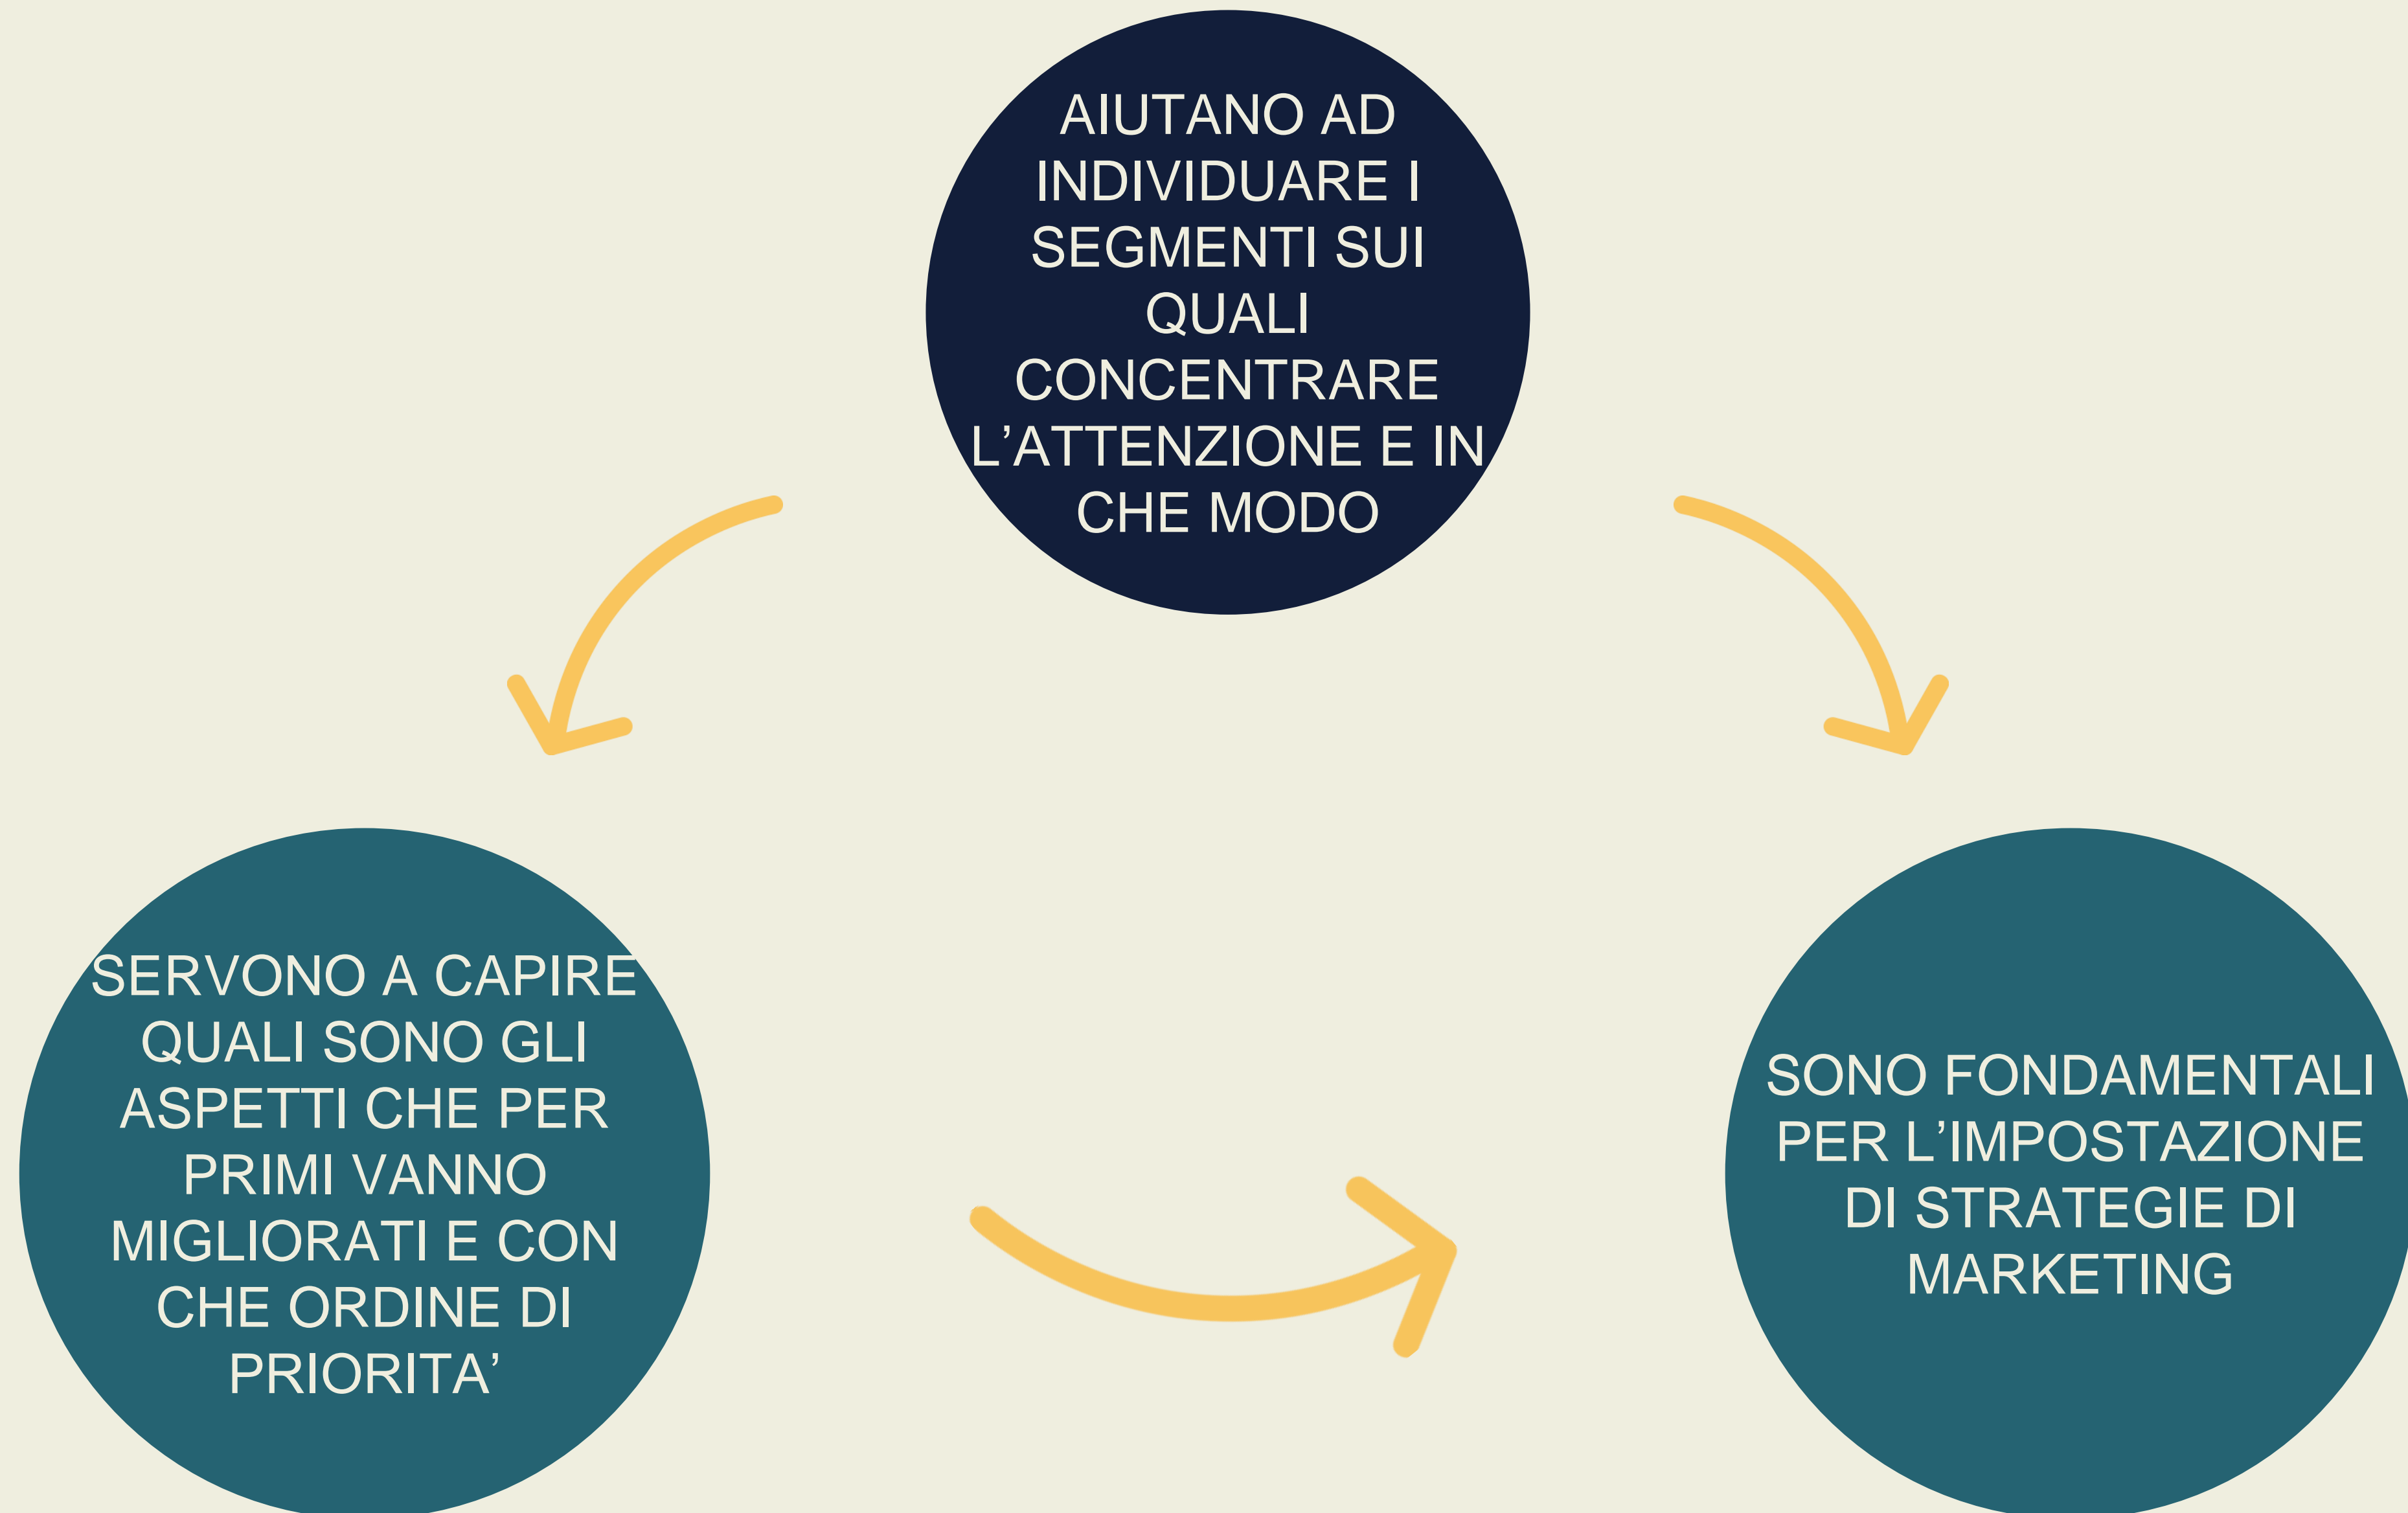 AIUTANO AD
INDIVIDUARE I
SEGMENTI SUI
QUALI
CONCENTRARE
L’ATTENZIONE E IN
CHE MODO
SERVONO A CAPIRE
QUALI SONO GLI
ASPETTI CHE PER
PRIMI VANNO
MIGLIORATI E CON
CHE ORDINE DI
PRIORITA’
SONO FONDAMENTALI
PER L’IMPOSTAZIONE
DI STRATEGIE DI
MARKETING